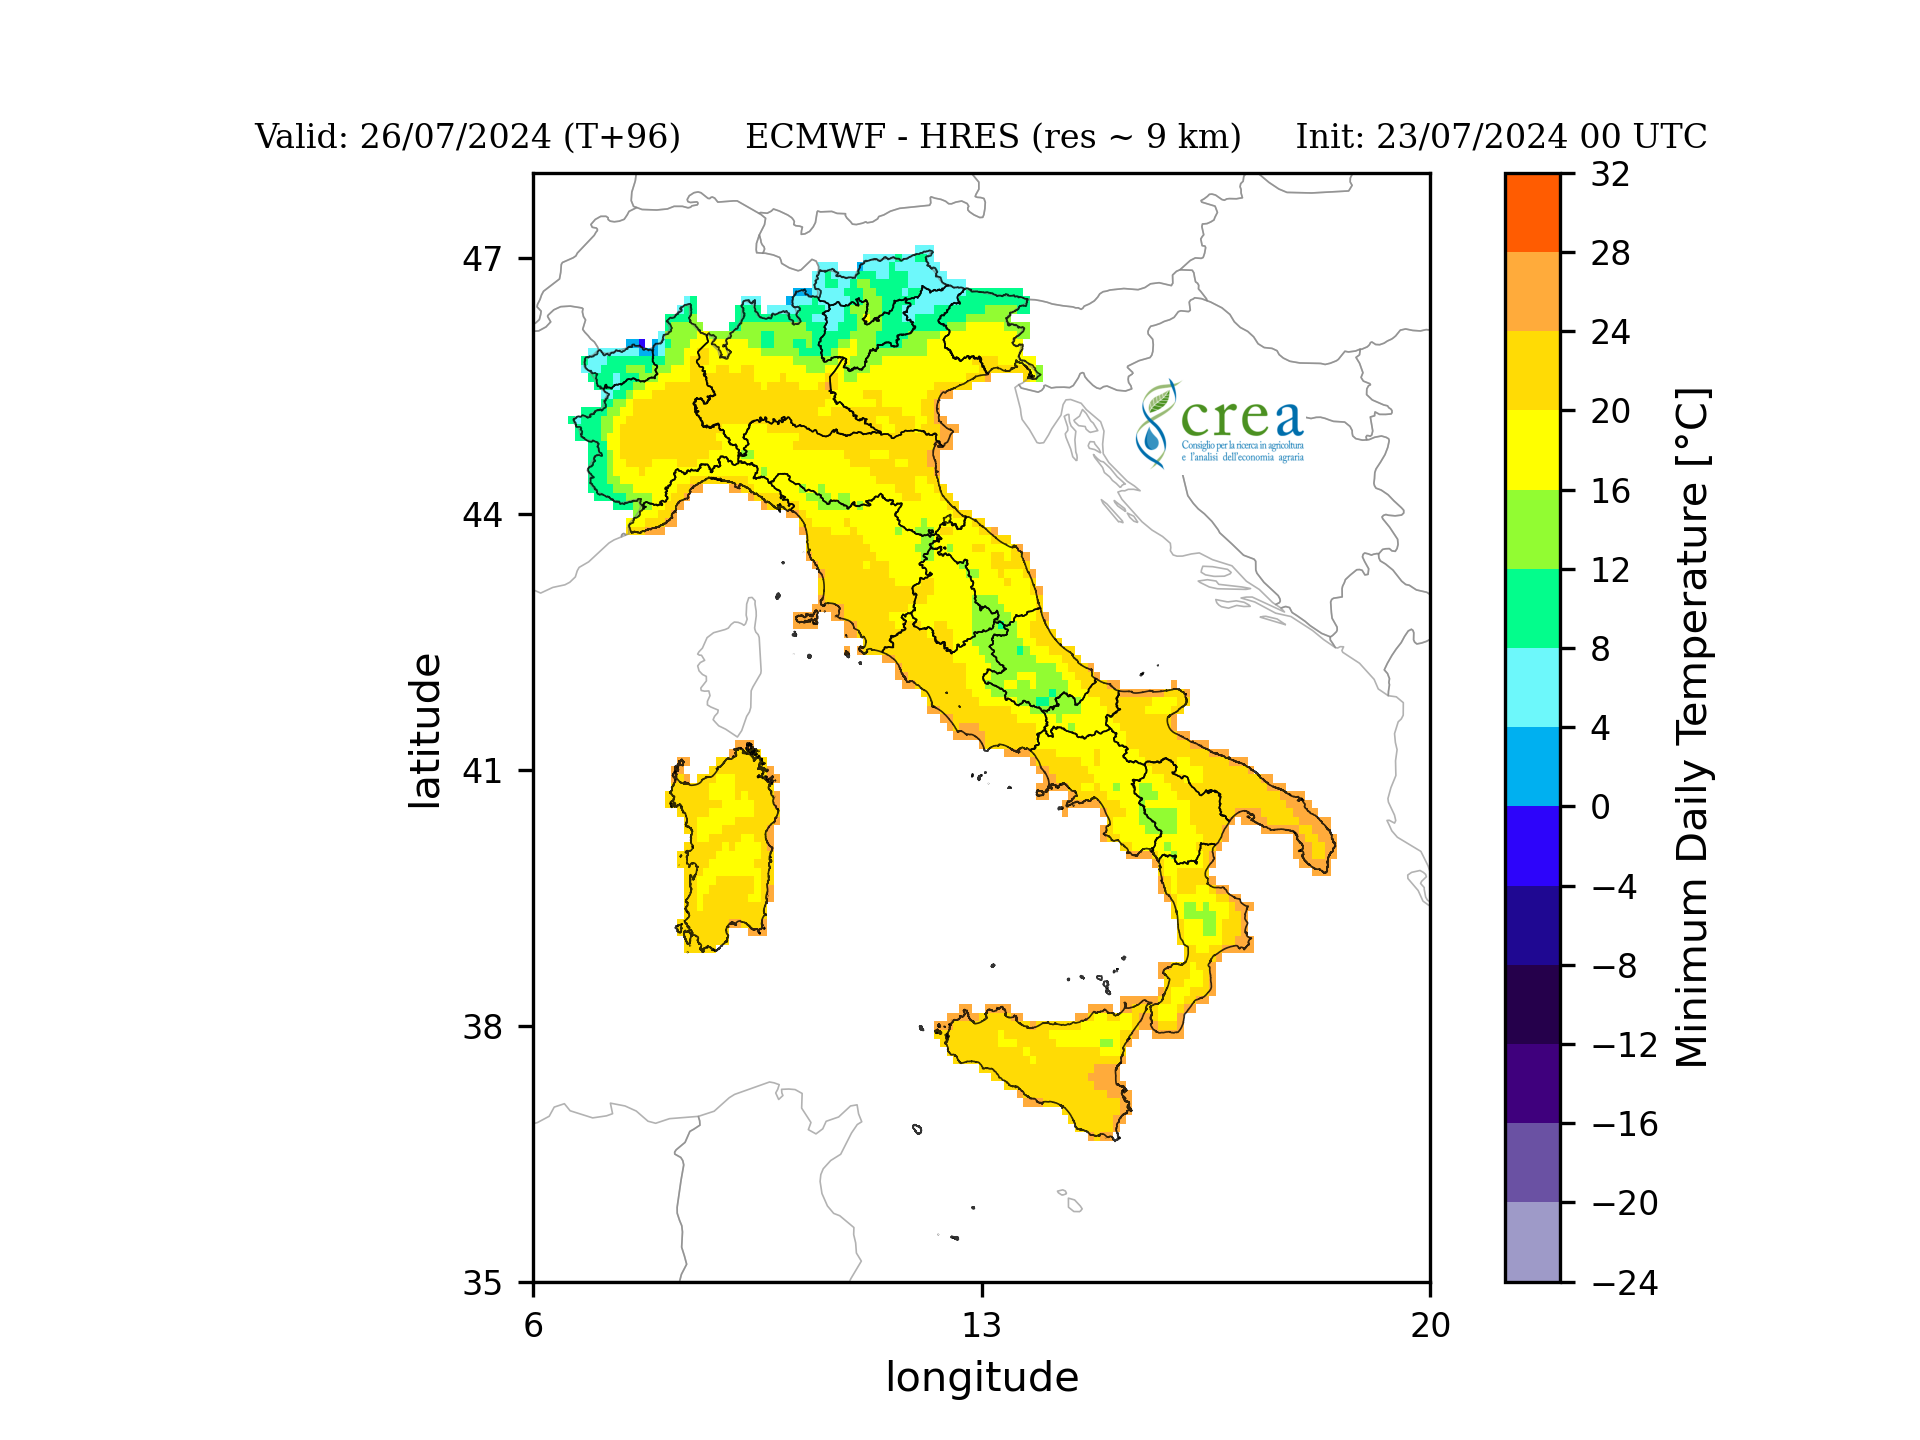 Valid: 26/07/2024 (T+96) ECMWF - HRES (res ~ 9 km) Init: 23/07/2024 00 UTC
32
28
24
20
16
12
8
4
0
−4
−8
−12
−16
−20
−24
Minimum Daily Temperature [°C]
47
44
41
38
35
latitude
6 13 20
longitude
crea
Consiglio per la ricerca in agricoltura
e l'analisi dell'economia agraria